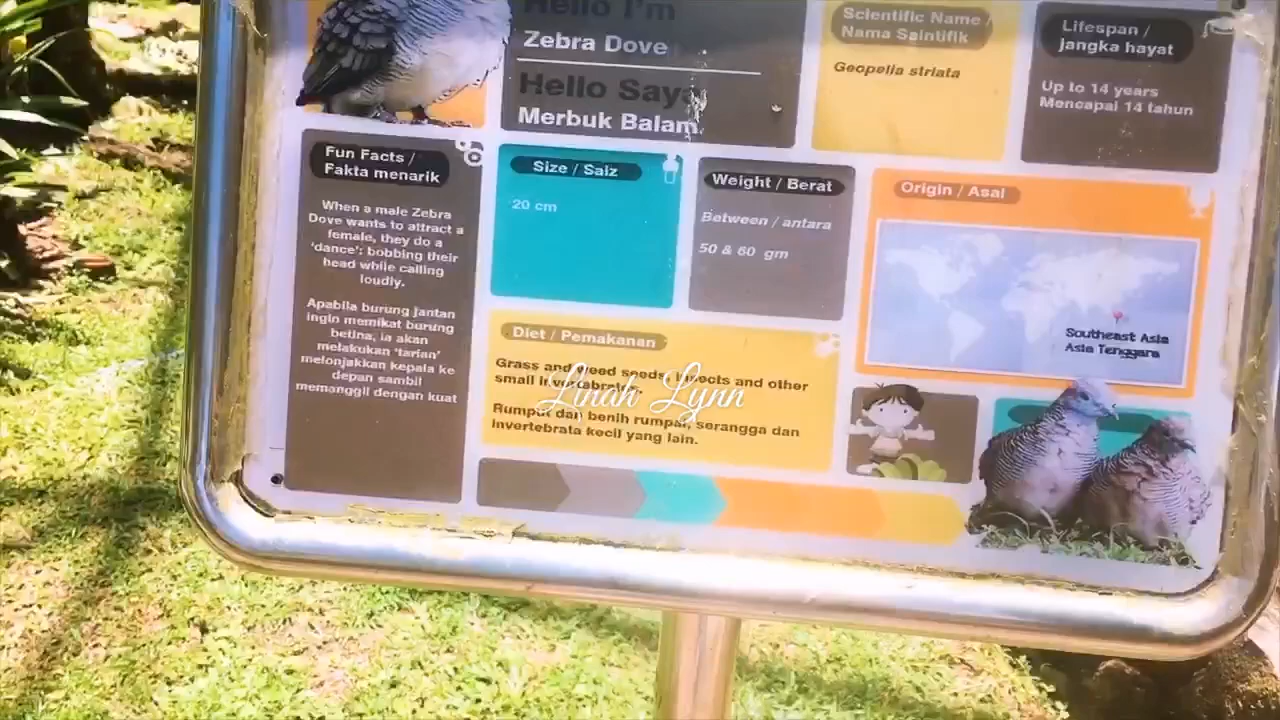 Hello I'm
Zebra Dove
Hello Saya
Merbuk Balam
Scientific Name /
Nama Saintifik
Geopelia striata
Lifespan /
jangka hayat
Up to 14 years
Mencapai 14 tahun
Fun Facts /
Fakta menarik
When a male Zebra
Dove wants to attract a
female, they do a
'dance': bobbing their
head while calling
loudly.
Apabila burung jantan
ingin memikat burung
betina, ia akan
melakukan 'tarian'
melonjakkan kepala ke
depan sambil
memanggil dengan kuat
Size / Saiz
20 cm
Weight / Berat
Between / antara
50 & 60 gm
Origin / Asal
Southeast Asia
Asia Tenggara
Diet / Pemakanan
Grass and weed seeds, insects and other
small invertebrates.
Rumput dan benih rumpai, serangga dan
invertebrata kecil yang lain.
Linah Lynn